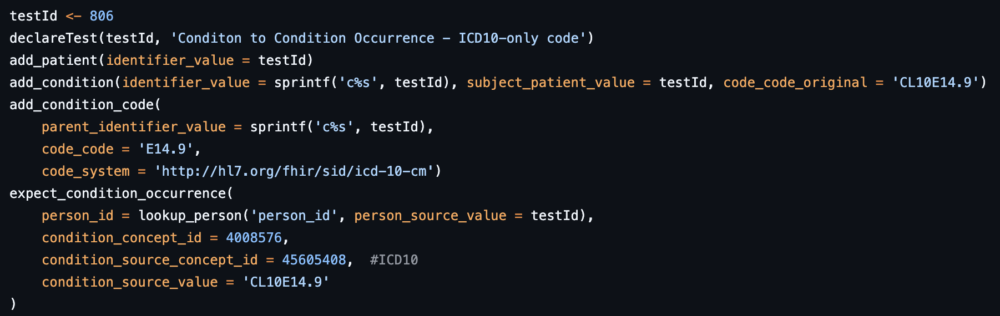 testId <- 806
declareTest(testId, 'Conditon to Condition Occurrence - ICD10-only code')
add_patient(identifier_value = testId)
add_condition(identifier_value = sprintf('c%s', testId), subject_patient_value = testId, code_code_original = 'CL10E14.9')
add_condition_code(
    parent_identifier_value = sprintf('c%s', testId),
    code_code = 'E14.9',
    code_system = 'http://hl7.org/fhir/sid/icd-10-cm')
expect_condition_occurrence(
    person_id = lookup_person('person_id', person_source_value = testId),
    condition_concept_id = 4008576,
    condition_source_concept_id = 45605408,  #ICD10
    condition_source_value = 'CL10E14.9'
)